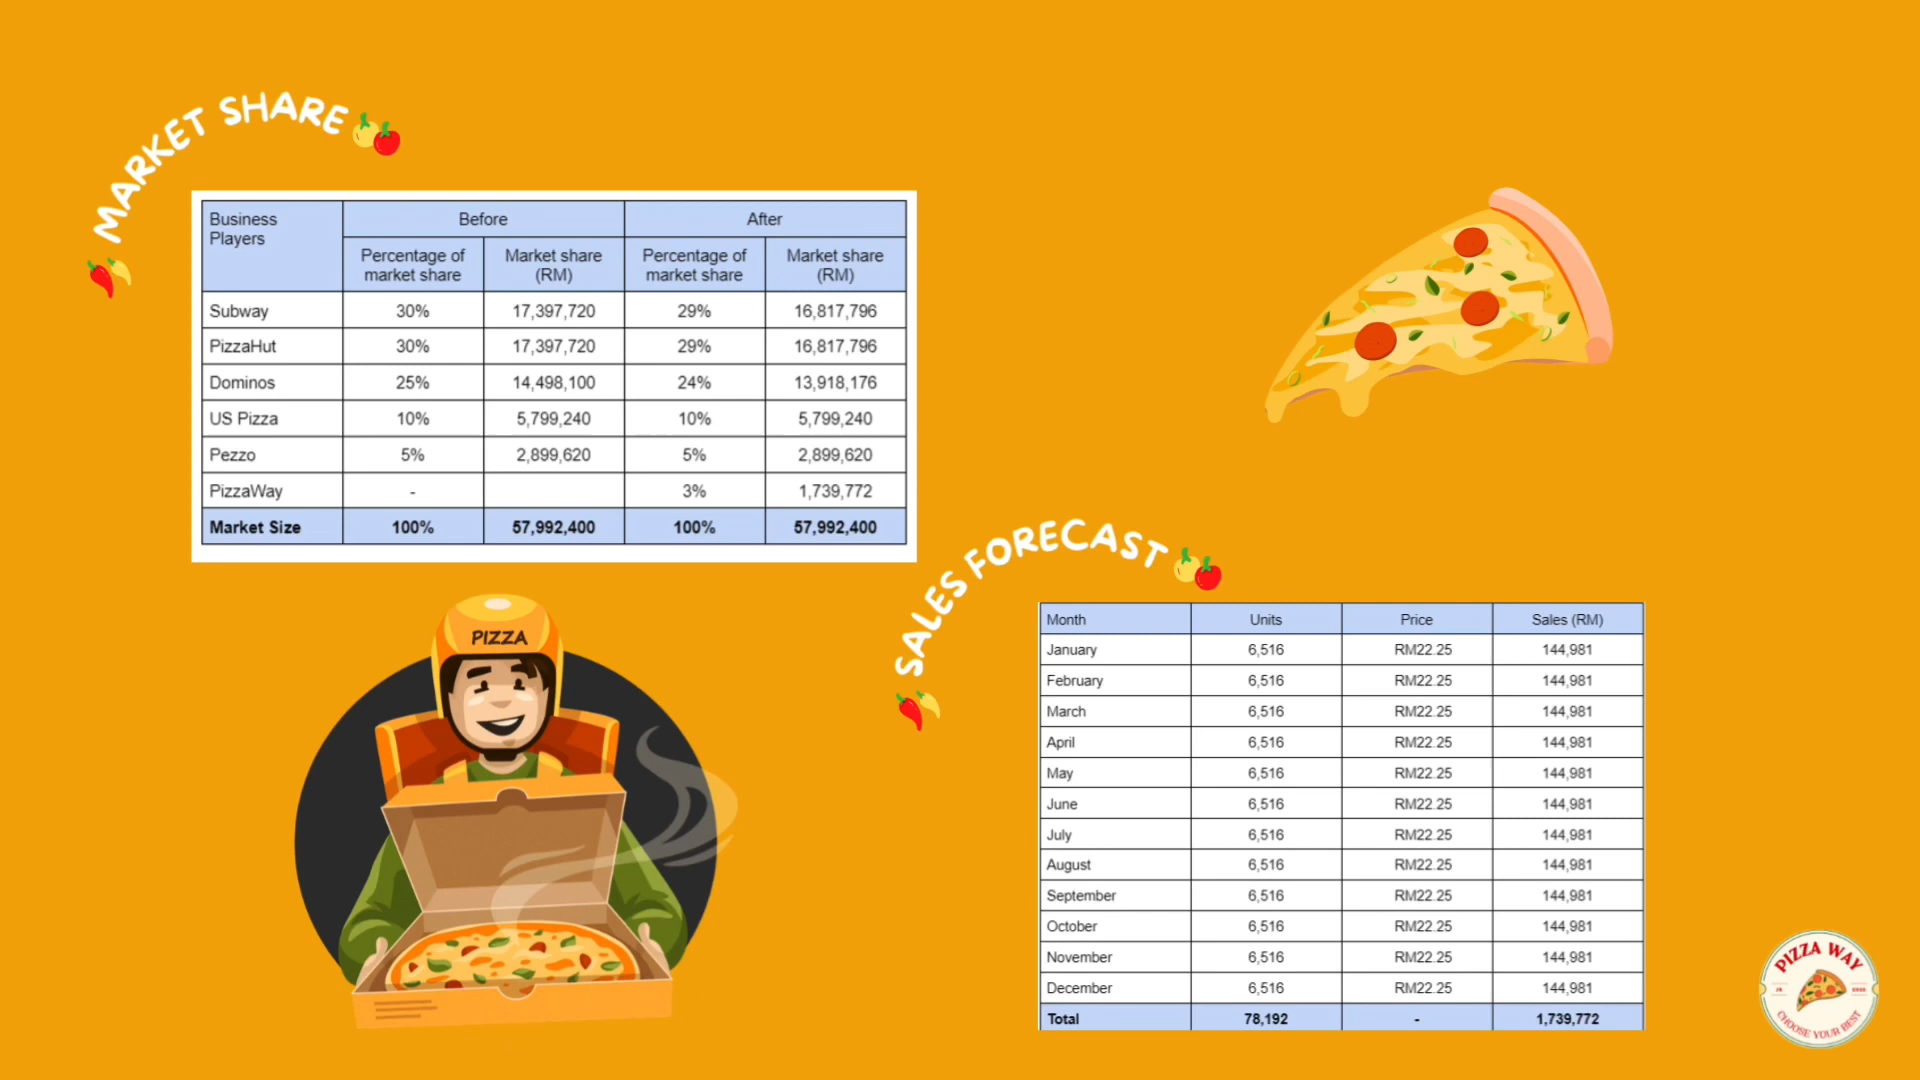 MARKET SHARE
Business Players Before After
Percentage of market share Market share (RM) Percentage of market share Market share (RM)
Subway 30% 17,397,720 29% 16,817,796
PizzaHut 30% 17,397,720 29% 16,817,796
Dominos 25% 14,498,100 24% 13,918,176
US Pizza 10% 5,799,240 10% 5,799,240
Pezzo 5% 2,899,620 5% 2,899,620
PizzaWay - 3% 1,739,772
Market Size 100% 57,992,400 100% 57,992,400
SALES FORECAST
Month Units Price Sales (RM)
January 6,516 RM22.25 144,981
February 6,516 RM22.25 144,981
March 6,516 RM22.25 144,981
April 6,516 RM22.25 144,981
May 6,516 RM22.25 144,981
June 6,516 RM22.25 144,981
July 6,516 RM22.25 144,981
August 6,516 RM22.25 144,981
September 6,516 RM22.25 144,981
October 6,516 RM22.25 144,981
November 6,516 RM22.25 144,981
December 6,516 RM22.25 144,981
Total 78,192 - 1,739,772
PIZZA
PIZZA WAY
CHOOSE YOUR BEST